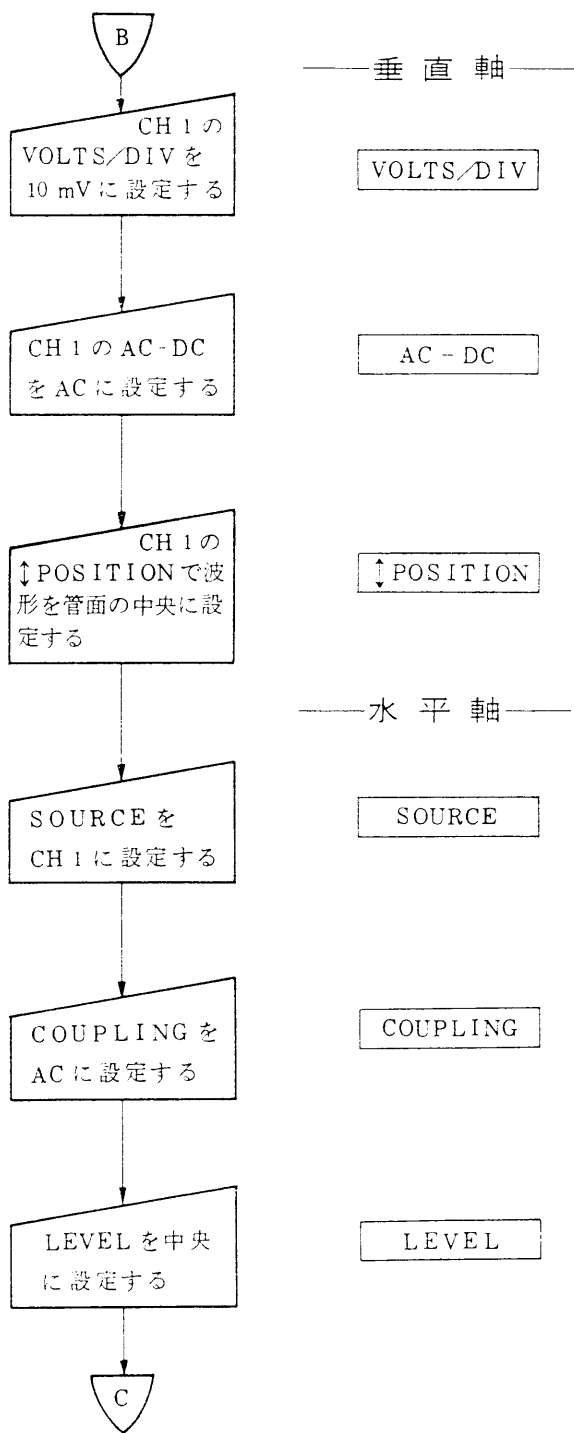 B
垂直軸
CH 1の
VOLTS/DIVを
10 mVに設定する
VOLTS/DIV
CH 1のAC-DC
をACに設定する
AC-DC
CH 1の
↕POSITIONで波
形を管面の中央に設
定する
↕POSITION
水平軸
SOURCEを
CH 1に設定する
SOURCE
COUPLINGを
ACに設定する
COUPLING
LEVELを中央
に設定する
LEVEL
C